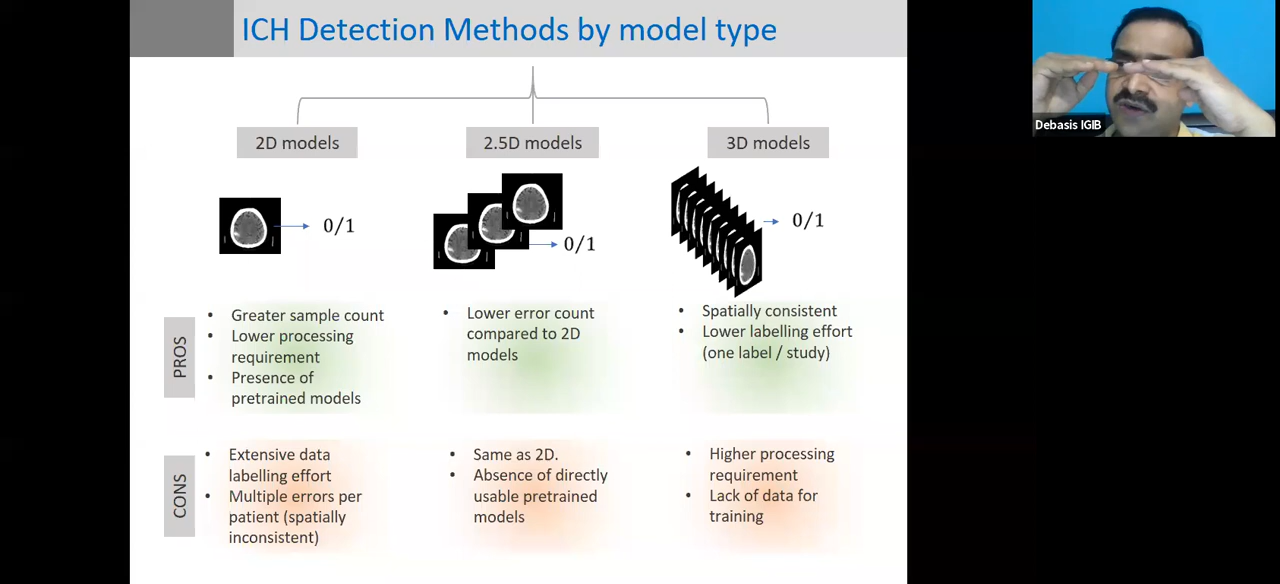 ICH Detection Methods by model type
Debasis IGIB
2D models
2.5D models
3D models
0/1
0/1
0/1
PROS
• Greater sample count
• Lower processing
requirement
• Presence of
pretrained models
• Lower error count
compared to 2D
models
• Spatially consistent
• Lower labelling effort
(one label / study)
CONS
• Extensive data
labelling effort
• Multiple errors per
patient (spatially
inconsistent)
• Same as 2D.
• Absence of directly
usable pretrained
models
• Higher processing
requirement
• Lack of data for
training